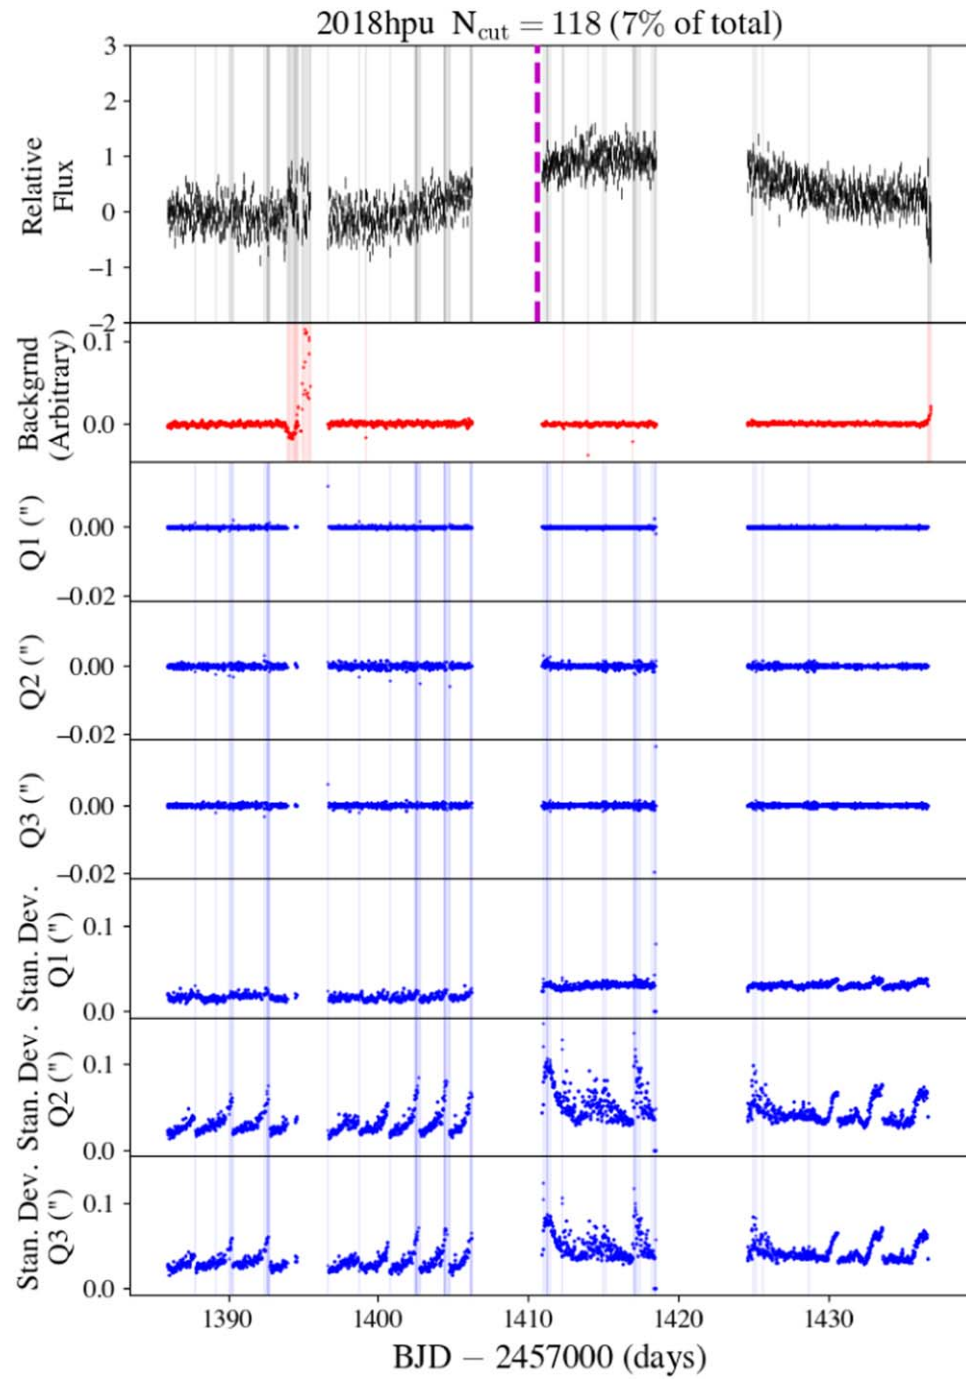 2018hpu N_cut = 118 (7% of total)
3
2
1
0
−1
−2
Relative
Flux
0.1
0.0
Backgrnd
(Arbitrary)
0.00
−0.02
Q1 (")
0.00
−0.02
Q2 (")
0.00
−0.02
Q3 (")
0.1
0.0
Stan. Dev.
Q1 (")
0.1
0.0
Stan. Dev.
Q2 (")
0.1
0.0
Stan. Dev.
Q3 (")
1390 1400 1410 1420 1430
BJD − 2457000 (days)